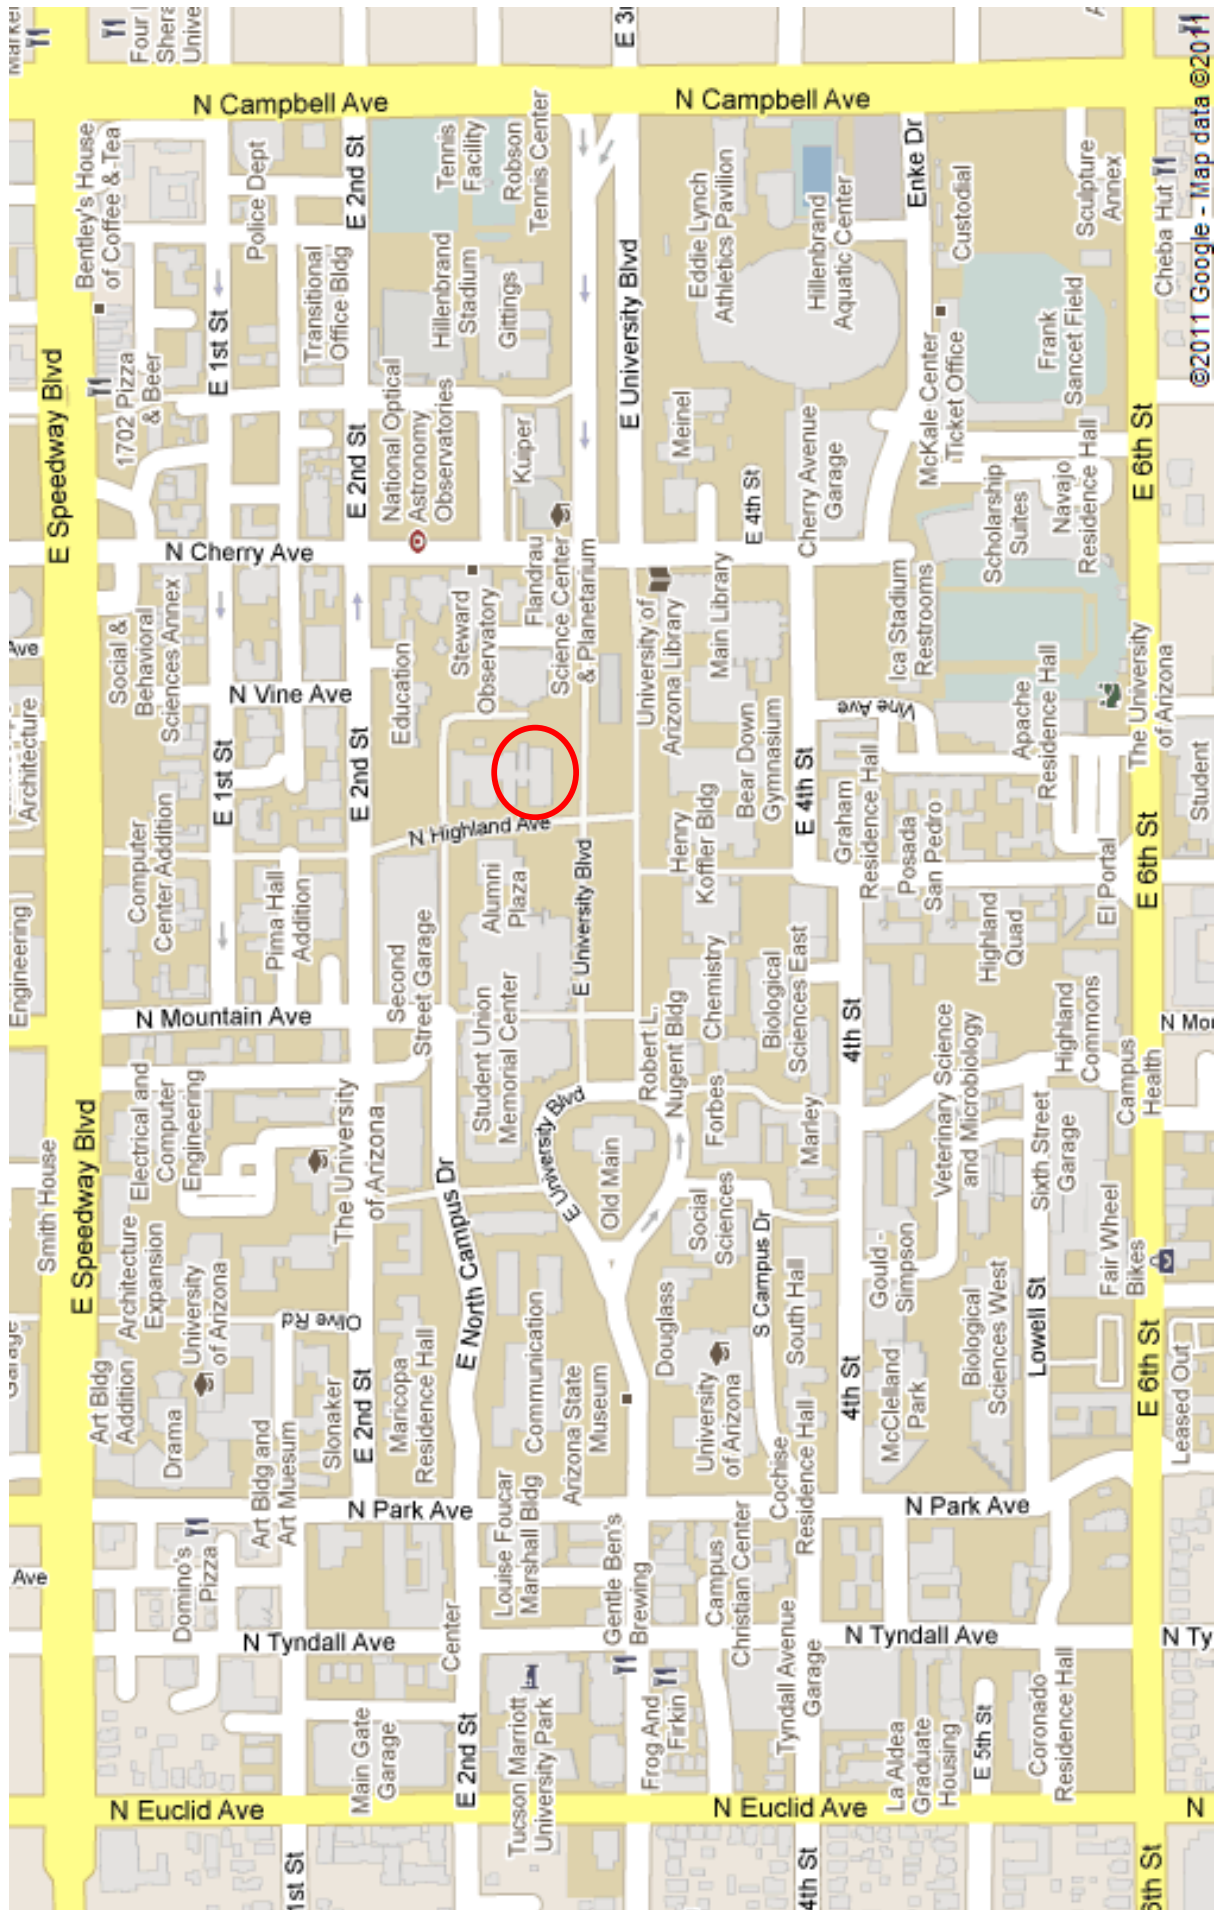 Ave
Smith House
Engineering
Architecture
Ave
E Speedway Blvd
E Speedway Blvd
Art Bldg
Addition
Architecture
Expansion
Electrical and
Computer
Engineering
Computer
Center Addition
Social &
Behavioral
Sciences Annex
1702 Pizza
& Beer
Bentley's House
of Coffee & Tea
Four
Shera
Unive
Domino's
Pizza
Drama
University
of Arizona
E 1st St
E 1st St
Police Dept
N Euclid Ave
N Tyndall Ave
Art Bldg and
Art Muesum
Olive Rd
N Mountain Ave
Pima Hall
Addition
N Vine Ave
N Cherry Ave
Transitional
Office Bldg
N Campbell Ave
1st St
Main Gate
Garage
Slonaker
N Park Ave
E 2nd St
The University
of Arizona
E 2nd St
E 2nd St
E 2nd St
Maricopa
Residence Hall
Second
Street Garage
Education
National Optical
Astronomy
Observatories
Hillenbrand
Stadium
Tennis
Facility
Robson
Tennis Center
E 2nd St
Center
E North Campus Dr
N Highland Ave
Steward
Observatory
Kuiper
Gittings
Tucson Marriott
University Park
Louise Foucar
Marshall Bldg
Communication
Student Union
Memorial Center
Alumni
Plaza
Flandrau
Science Center
& Planetarium
Arizona State
Museum
E University Blvd
E University Blvd
E University Blvd
E 3
Gentle Ben's
Brewing
Old Main
Frog And
Firkin
Douglass
Social
Sciences
Robert L.
Nugent Bldg
Forbes
Chemistry
Henry
Koffler Bldg
University of
Arizona Library
Main Library
Meinel
Eddie Lynch
Athletics Pavilion
N Campbell Ave
Campus
Christian Center
University
of Arizona
S Campus Dr
Bear Down
Gymnasium
E 4th St
N Euclid Ave
Tyndall Avenue
Garage
Cochise
Residence Hall
South Hall
Marley
Biological
Sciences East
E 4th St
Cherry Avenue
Garage
Hillenbrand
Aquatic Center
4th St
4th St
4th St
Graham
Residence Hall
Vine Ave
N Tyndall Ave
La Aldea
Graduate
Housing
McClelland
Park
Gould -
Simpson
Veterinary Science
and Microbiology
Posada
San Pedro
Ica Stadium
Restrooms
McKale Center
Ticket Office
Enke Dr
Custodial
N Park Ave
E 5th St
Biological
Sciences West
Highland
Quad
Scholarship
Suites
Coronado
Residence Hall
Lowell St
Sixth Street
Garage
Highland
Commons
Apache
Residence Hall
Navajo
Residence Hall
Frank
Sancet Field
Sculpture
Annex
Fair Wheel
Bikes
Campus
Health
El Portal
6th St
E 6th St
E 6th St
The University
of Arizona
E 6th St
Cheba Hut
Leased Out
Student
N
N Ty
N Mo
©2011 Google - Map data ©2011